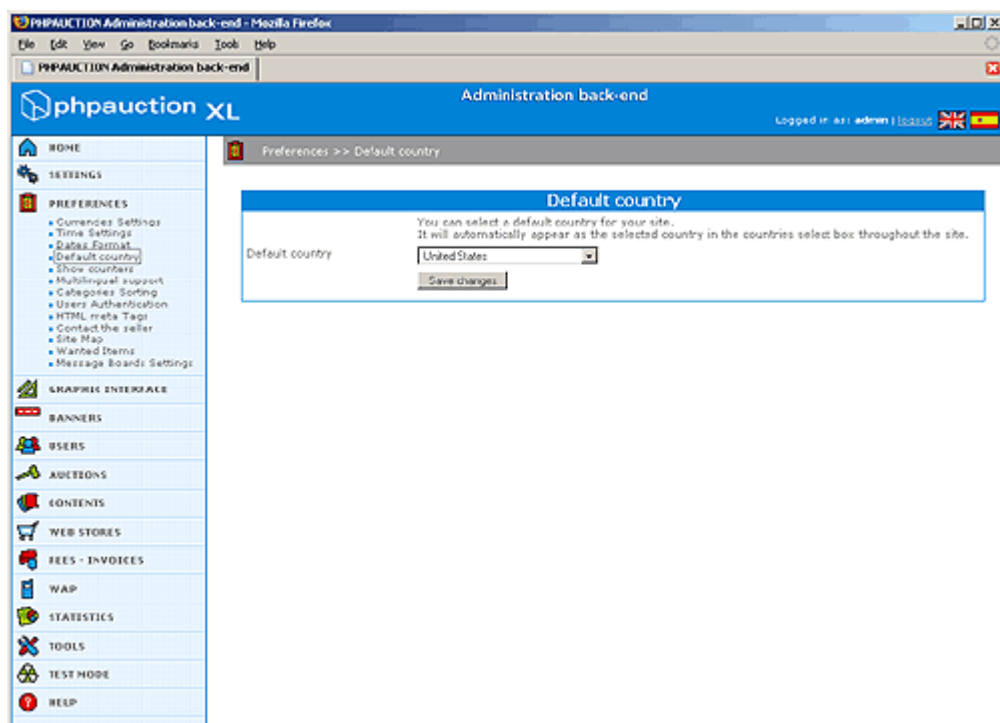 PHPAUCTION Administration back-end - Mozilla Firefox
File Edit View Go Bookmarks Tools Help
PHPAUCTION Administration back-end
phpauction XL
Administration back-end
Logged in as: admin | logout
HOME
SETTINGS
PREFERENCES
Currencies Settings
Time Settings
Dates Format
Default country
Show counters
Multilingual support
Categories Sorting
Users Authentication
HTML meta Tags
Contact the seller
Site Map
Wanted Items
Message Boards Settings
GRAPHIC INTERFACE
BANNERS
USERS
AUCTIONS
CONTENTS
WEB STORES
FEES - INVOICES
WAP
STATISTICS
TOOLS
TEST MODE
HELP
Preferences >> Default country
Default country
You can select a default country for your site.
It will automatically appear as the selected country in the countries select box throughout the site.
Default country
United States
Save changes